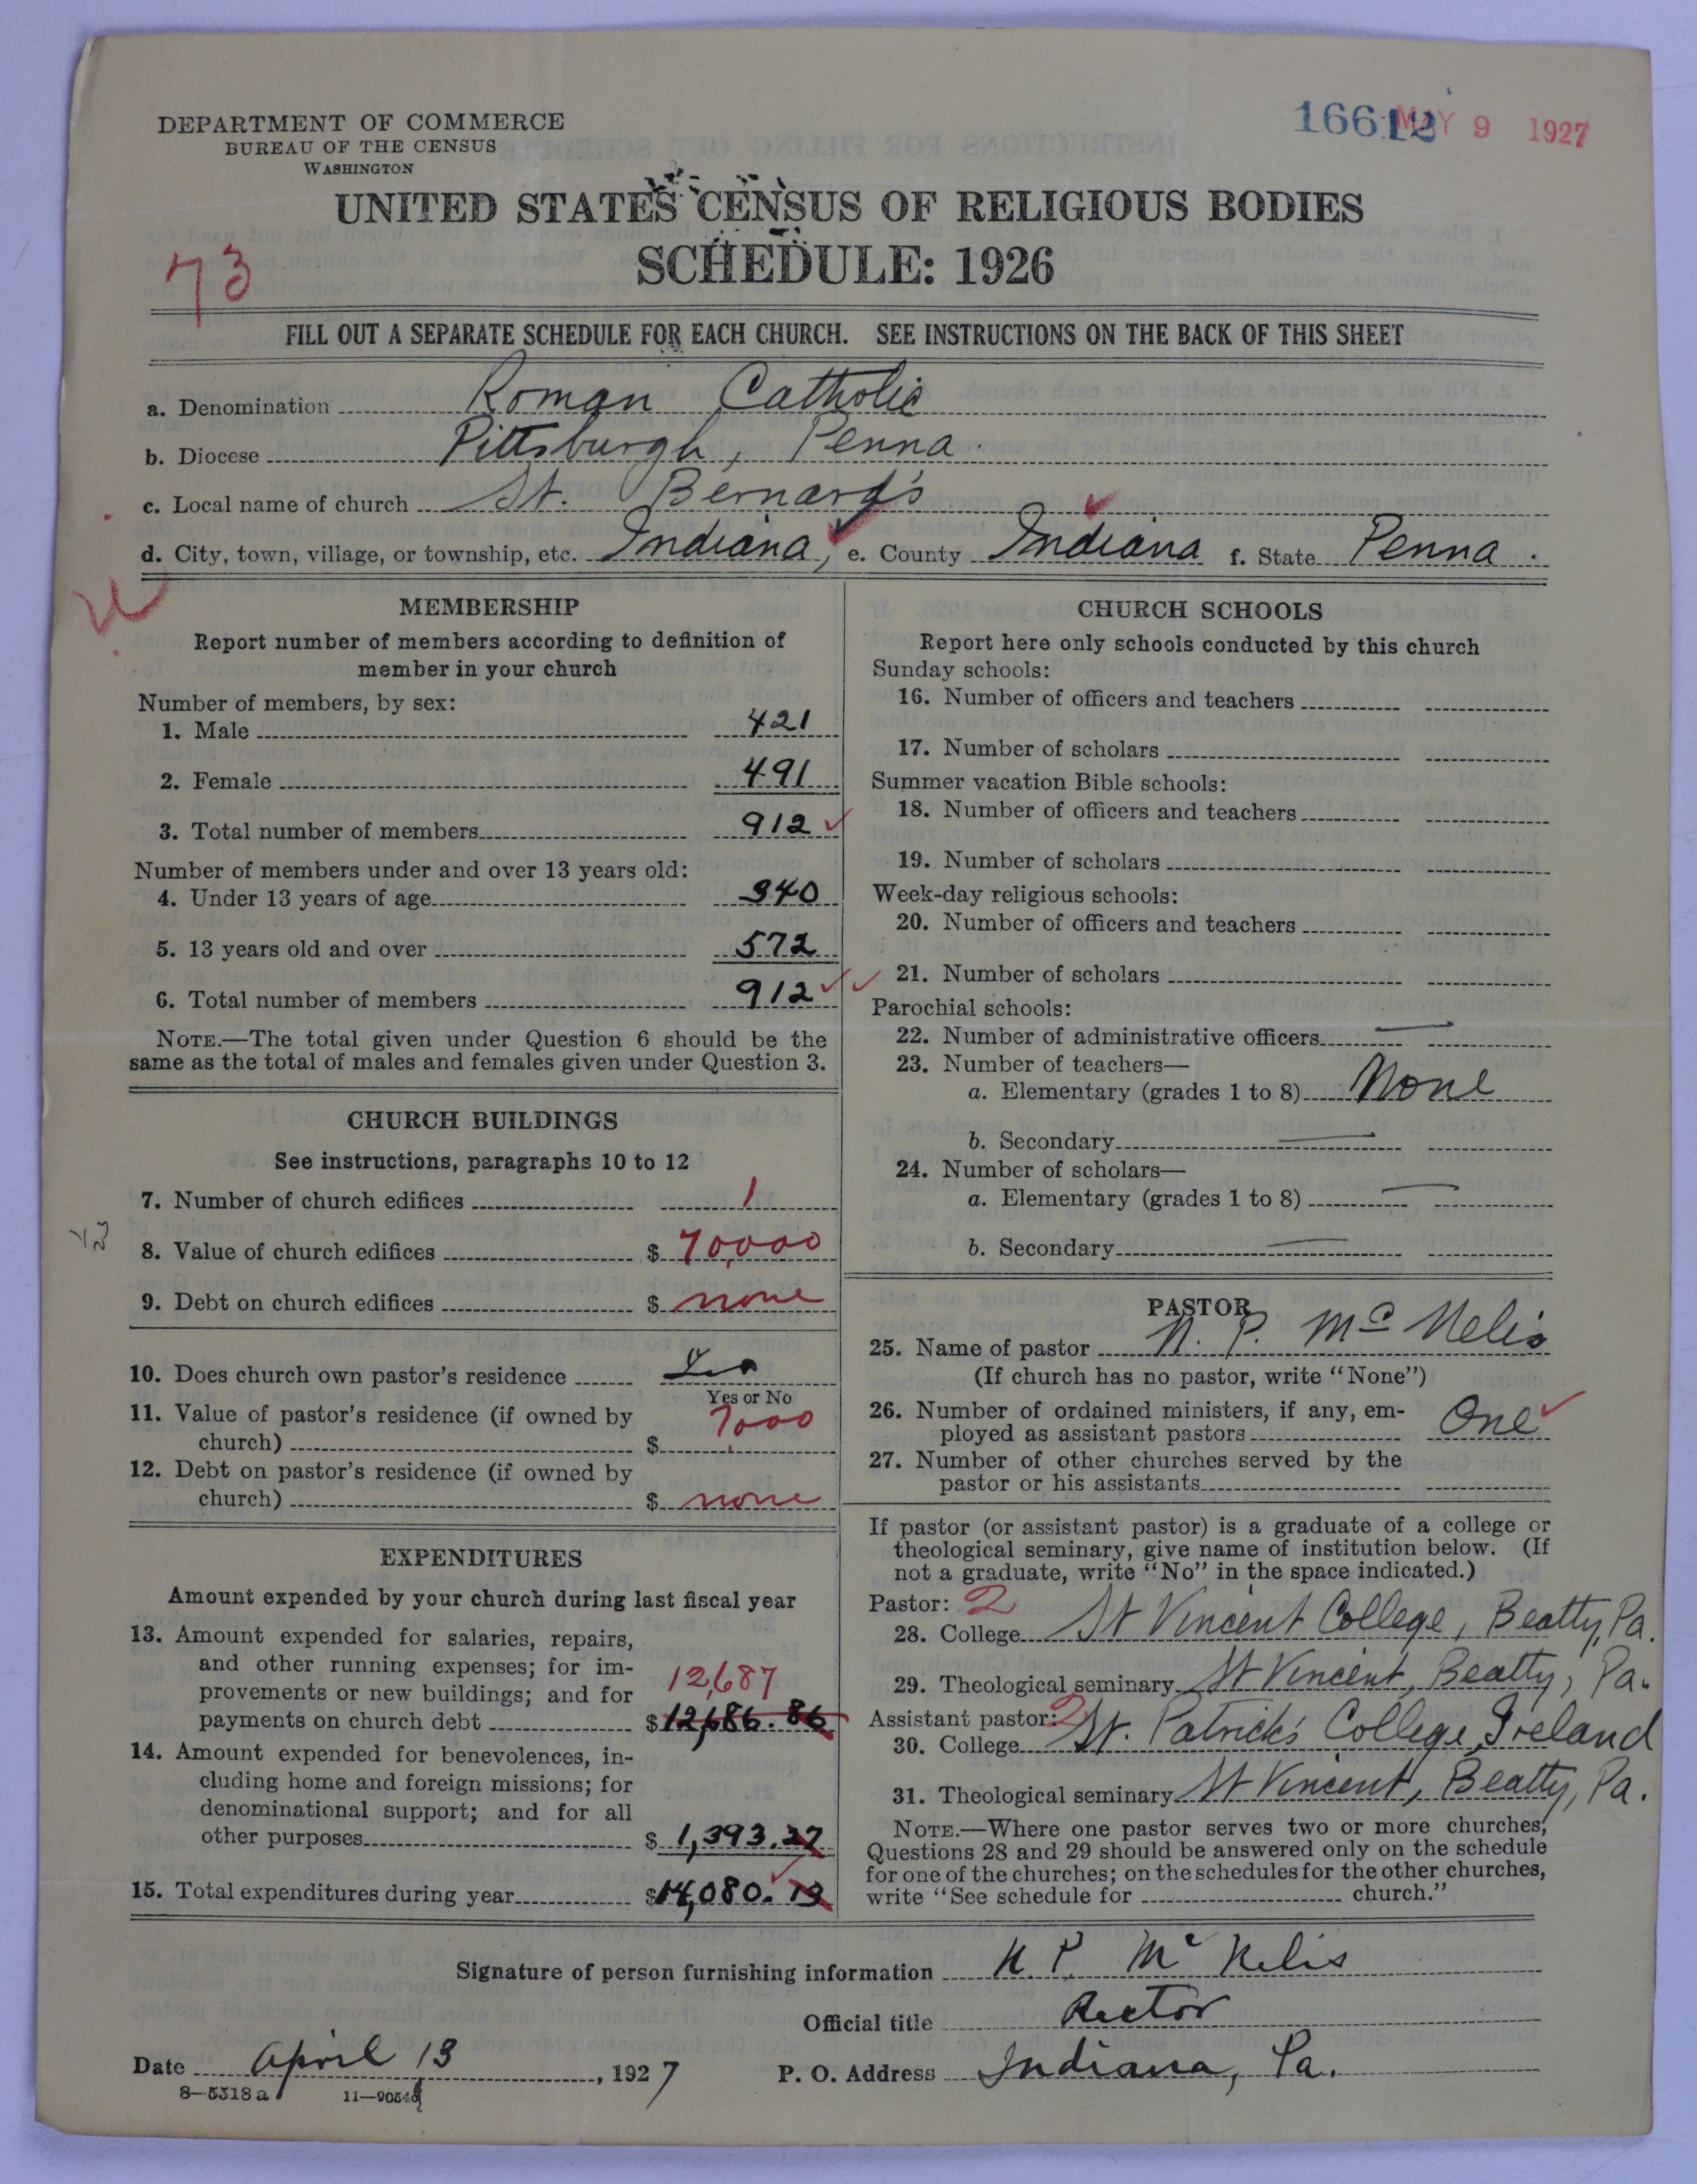 DEPARTMENT OF COMMERCE
BUREAU OF THE CENSUS
WASHINGTON
16612 MAY 9 1927
UNITED STATES CENSUS OF RELIGIOUS BODIES
SCHEDULE: 1926
73
FILL OUT A SEPARATE SCHEDULE FOR EACH CHURCH. SEE INSTRUCTIONS ON THE BACK OF THIS SHEET
a. Denomination Roman Catholic
b. Diocese Pittsburgh, Penna.
c. Local name of church St. Bernard's
d. City, town, village, or township, etc. Indiana, e. County Indiana f. State Penna.
MEMBERSHIP
Report number of members according to definition of
member in your church
Number of members, by sex:
1. Male 421
2. Female 491
3. Total number of members 912
Number of members under and over 13 years old:
4. Under 13 years of age 340
5. 13 years old and over 572
6. Total number of members 912
NOTE.—The total given under Question 6 should be the
same as the total of males and females given under Question 3.
CHURCH BUILDINGS
See instructions, paragraphs 10 to 12
7. Number of church edifices 1
8. Value of church edifices $ 70,000
9. Debt on church edifices $ none
10. Does church own pastor's residence Yes
Yes or No
11. Value of pastor's residence (if owned by
church) $ 7,000
12. Debt on pastor's residence (if owned by
church) $ none
EXPENDITURES
Amount expended by your church during last fiscal year
13. Amount expended for salaries, repairs,
and other running expenses; for im-
provements or new buildings; and for 12,687
payments on church debt $ 12,686.86
14. Amount expended for benevolences, in-
cluding home and foreign missions; for
denominational support; and for all
other purposes $ 1,393.27
15. Total expenditures during year $ 14,080.13
CHURCH SCHOOLS
Report here only schools conducted by this church
Sunday schools:
16. Number of officers and teachers
17. Number of scholars
Summer vacation Bible schools:
18. Number of officers and teachers
19. Number of scholars
Week-day religious schools:
20. Number of officers and teachers
21. Number of scholars
Parochial schools:
22. Number of administrative officers
23. Number of teachers—
a. Elementary (grades 1 to 8) None
b. Secondary
24. Number of scholars—
a. Elementary (grades 1 to 8)
b. Secondary
PASTOR
25. Name of pastor N. P. McNelis
(If church has no pastor, write "None")
26. Number of ordained ministers, if any, em-
ployed as assistant pastors One
27. Number of other churches served by the
pastor or his assistants
If pastor (or assistant pastor) is a graduate of a college or
theological seminary, give name of institution below. (If
not a graduate, write "No" in the space indicated.)
Pastor: 2
28. College St Vincent College, Beatty, Pa.
29. Theological seminary St Vincent, Beatty, Pa.
Assistant pastor: 2
30. College St. Patrick's College, Ireland
31. Theological seminary St Vincent, Beatty, Pa.
NOTE.—Where one pastor serves two or more churches,
Questions 28 and 29 should be answered only on the schedule
for one of the churches; on the schedules for the other churches,
write "See schedule for church."
Signature of person furnishing information N. P. McNelis
Official title Rector
Date April 13, 1927 P. O. Address Indiana, Pa.
8—5318 a